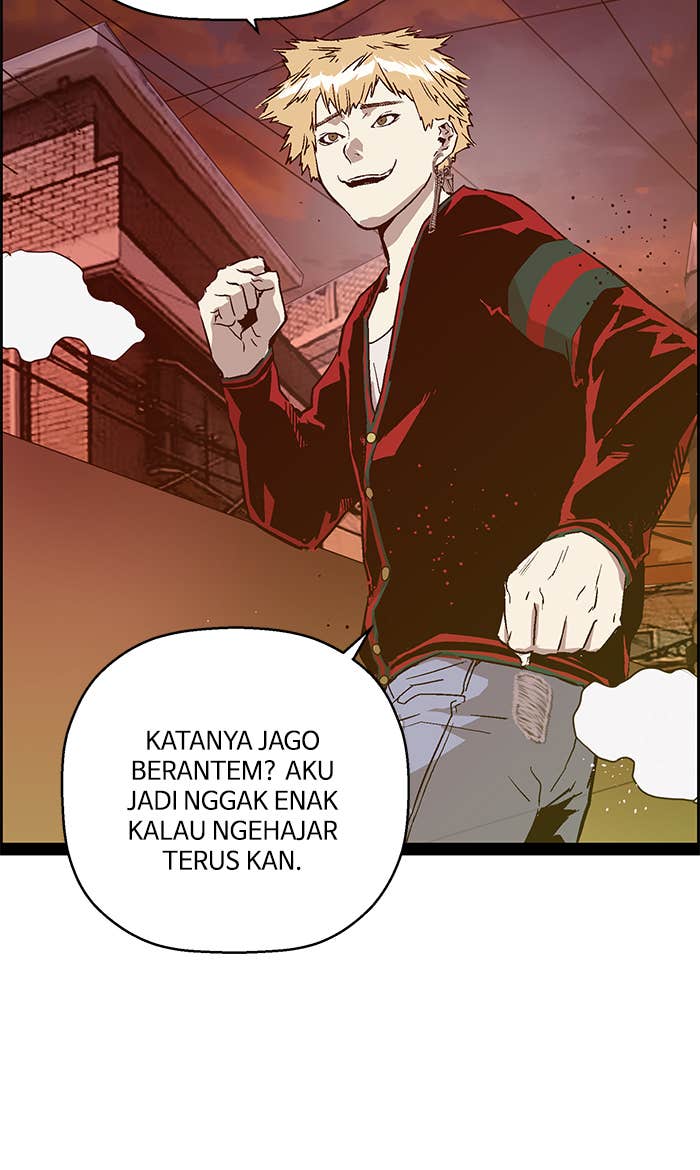 KATANYA JAGO
BERANTEM? AKU
JADI NGGAK ENAK
KALAU NGEHAJAR
TERUS KAN.